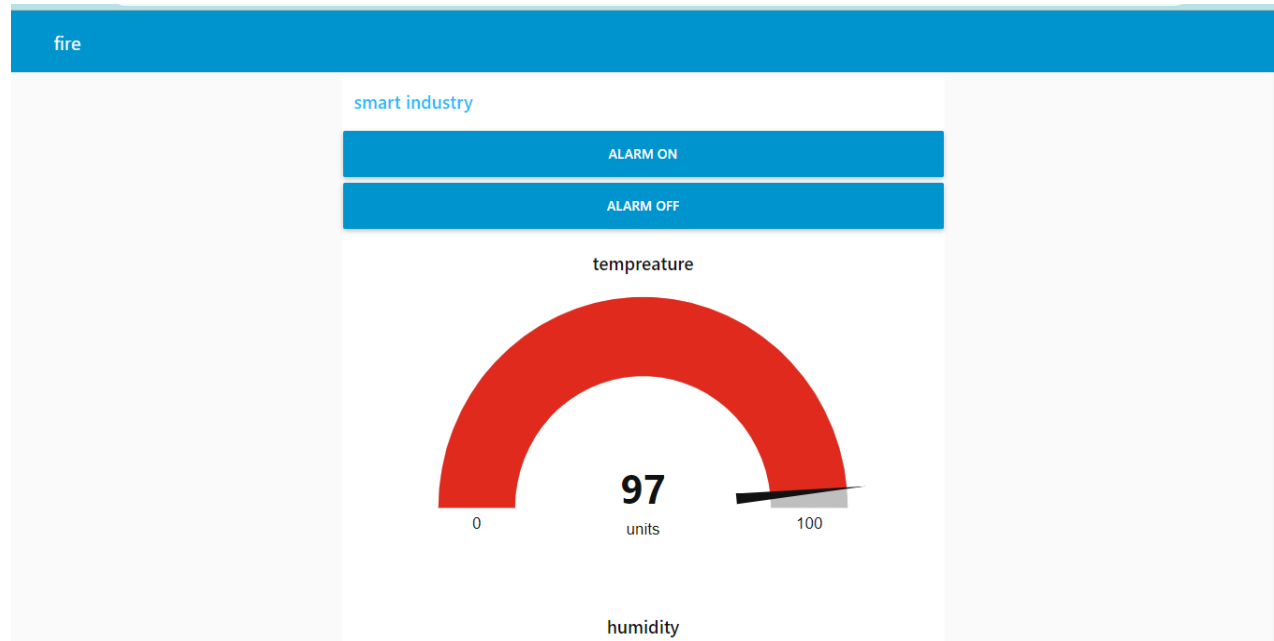 fire
smart industry
ALARM ON
ALARM OFF
tempreature
97
units
0
100
humidity